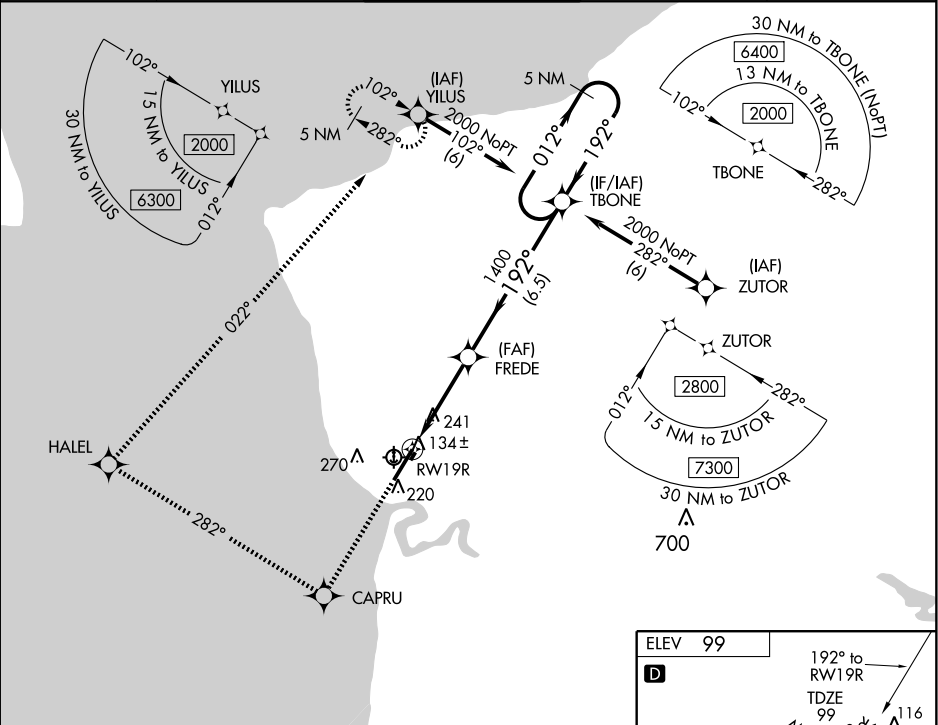 102°
YILUS
15 NM to YILUS
2000
30 NM to YILUS
6300
012°
(IAF)
YILUS
102°
5 NM
282°
2000 NoPT
102°
(6)
5 NM
012°
192°
(IF/IAF)
TBONE
30 NM to TBONE (NoPT)
6400
13 NM to TBONE
2000
102°
TBONE
282°
2000 NoPT
282°
(6)
(IAF)
ZUTOR
1400
192°
(6.5)
(FAF)
FREDE
022°
ZUTOR
2800
012°
282°
15 NM to ZUTOR
7300
30 NM to ZUTOR
700
HALEL
241
134±
270
RW19R
220
282°
CAPRU
ELEV 99
D
192° to
RW19R
TDZE
99
116